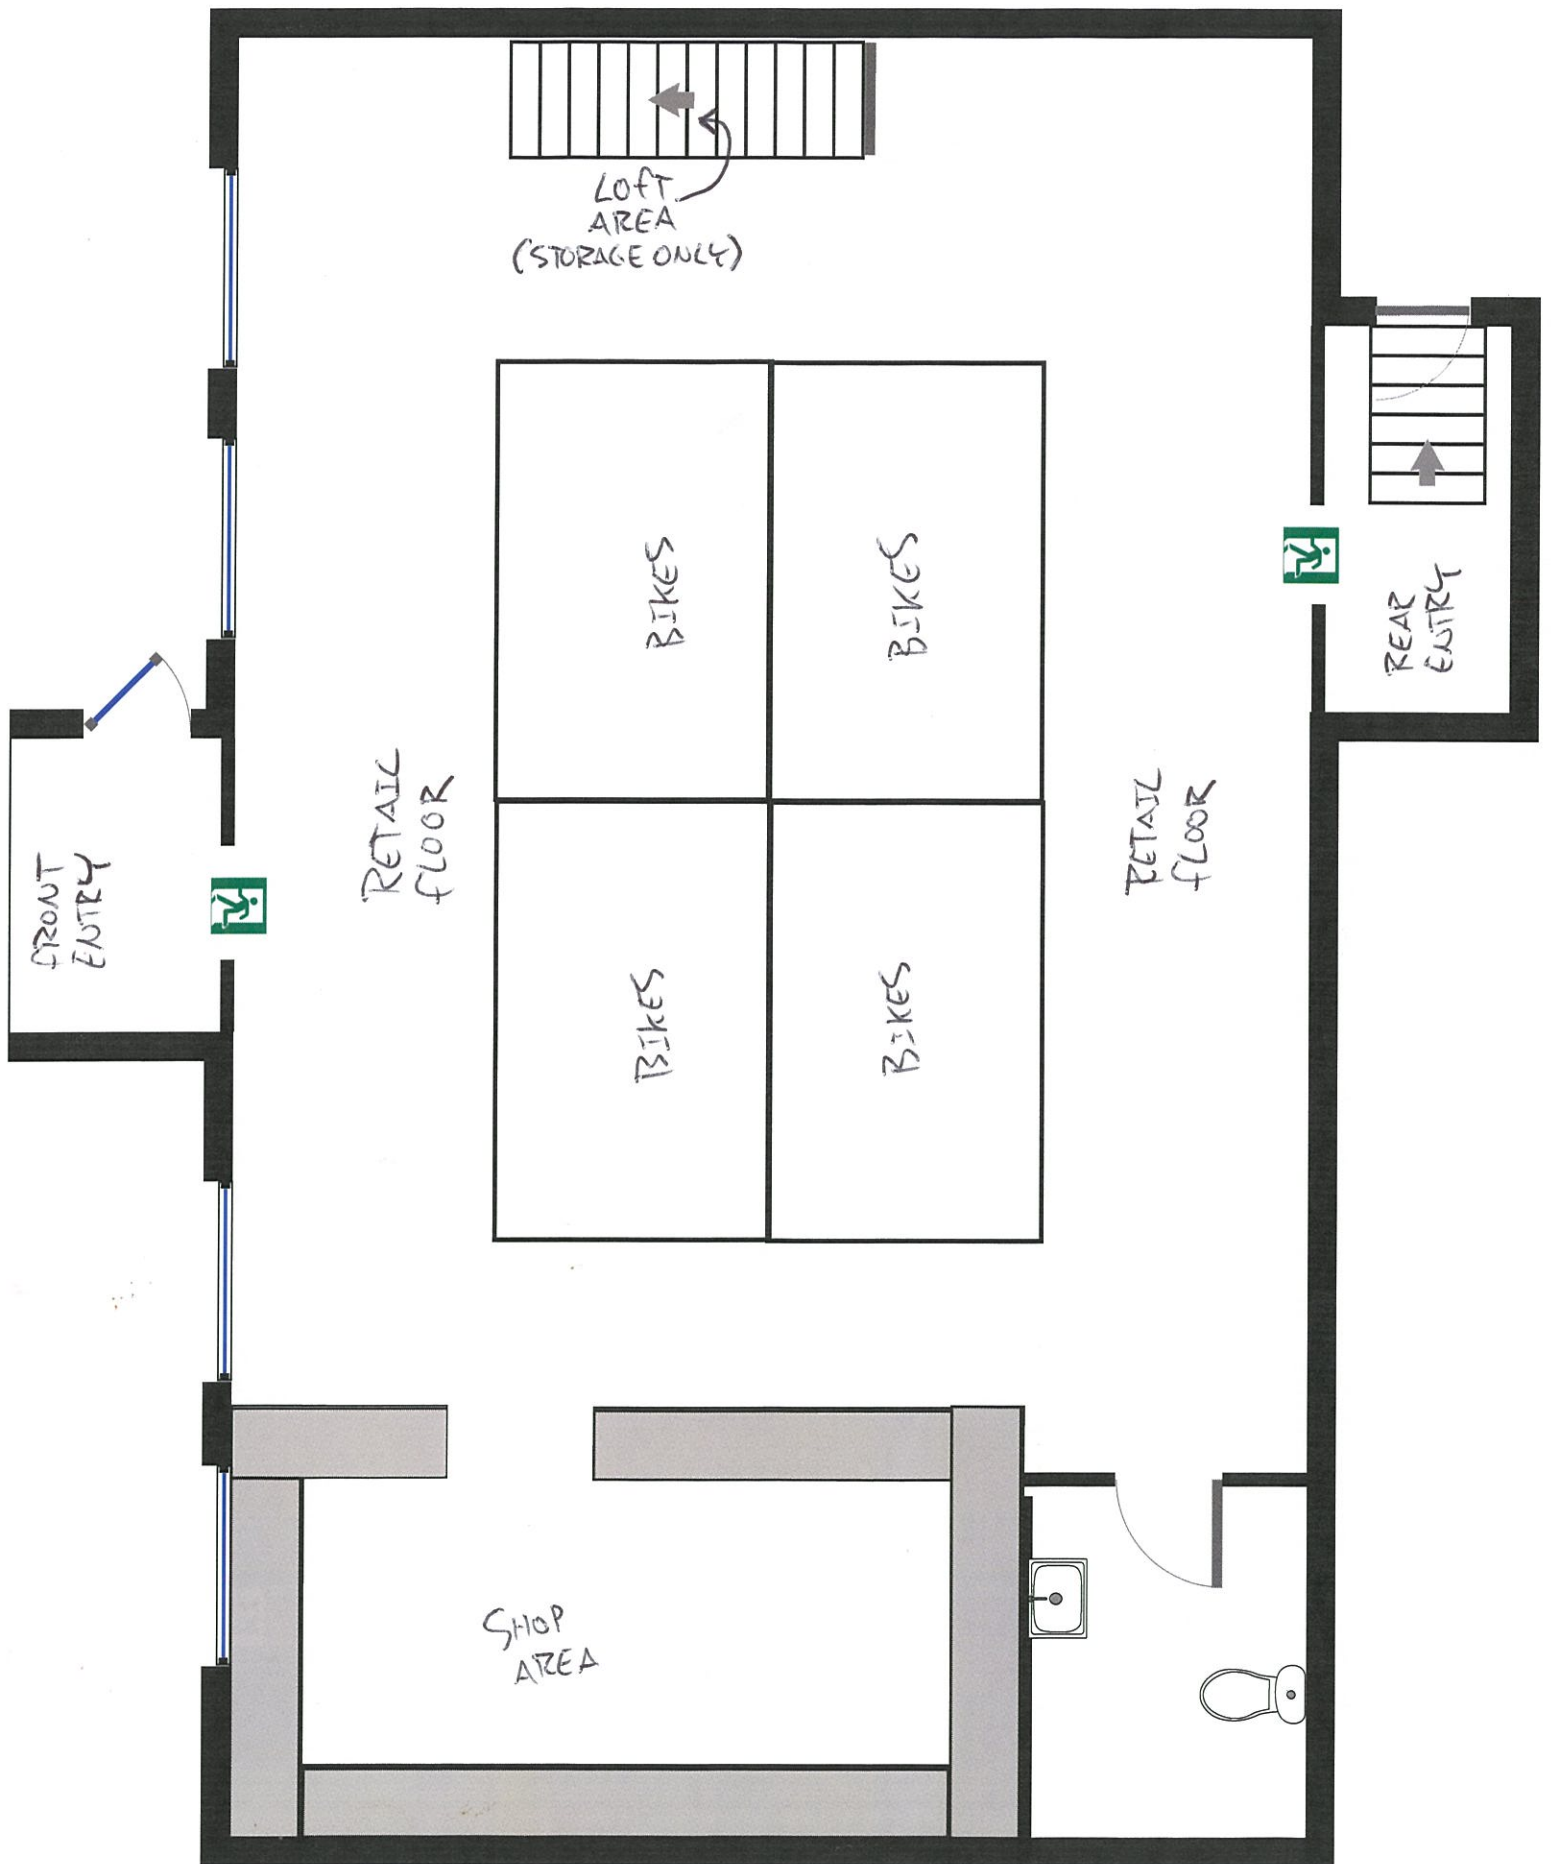 LOFT
AREA
(STORAGE ONLY)
BIKES
BIKES
REAR
ENTRY
RETAIL
FLOOR
RETAIL
FLOOR
FRONT
ENTRY
BIKES
BIKES
SHOP
AREA